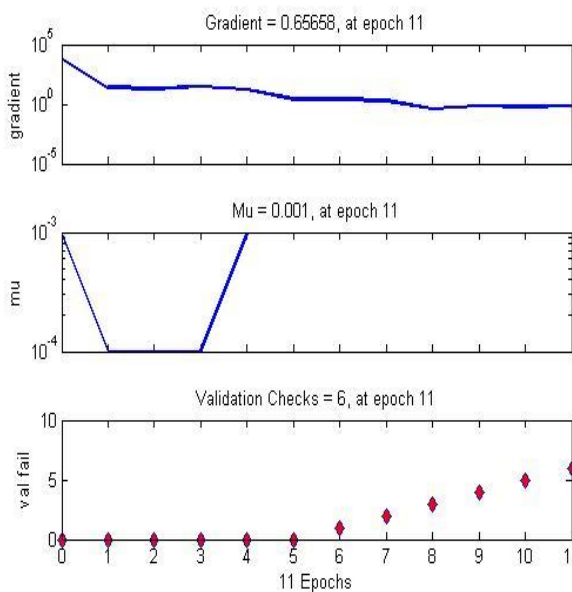 Gradient = 0.65658, at epoch 11
10^5
10^0
10^-5
gradient
Mu = 0.001, at epoch 11
10^-3
10^-4
mu
Validation Checks = 6, at epoch 11
10
5
0
val fail
0 1 2 3 4 5 6 7 8 9 10 1
11 Epochs